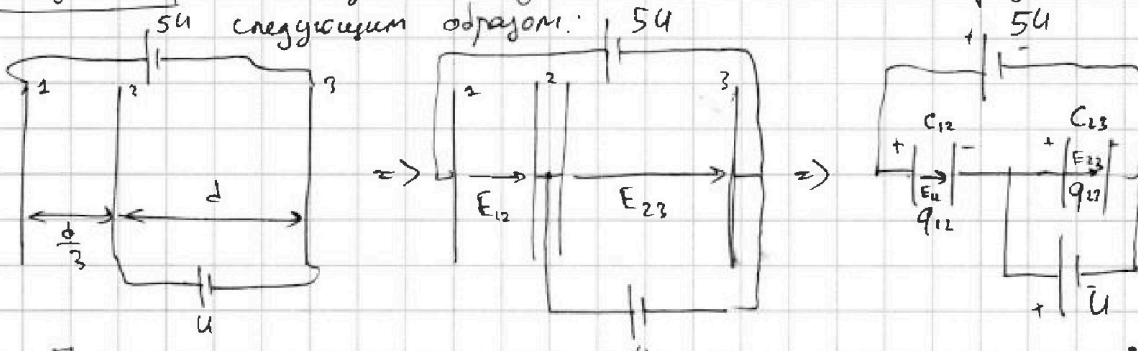 5U следующим образом: 5U + 5U -
1 2 3 1 2 3 C12 C23
d => E12 E23 => + - + -
d/3 E12 E23
q12 q23
U + U